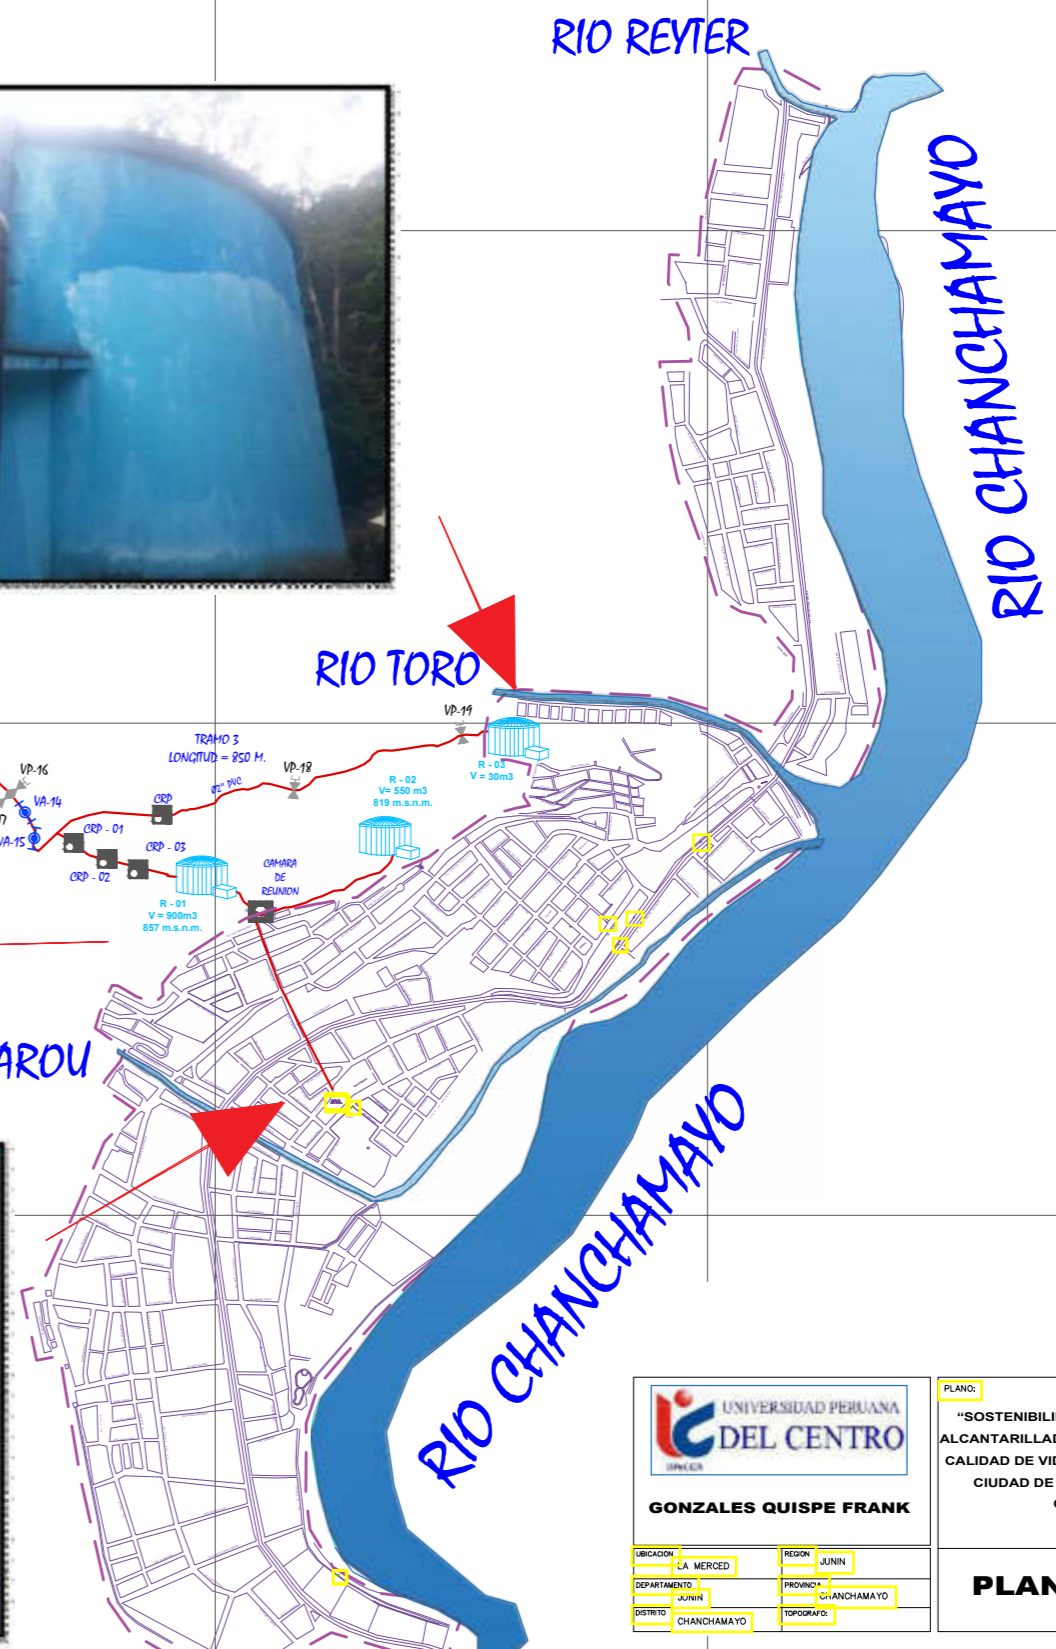 RIO REYTER
RIO CHANCHAMAYO
RIO TORO
VP-19
TRAMO 3
LONGITUD = 850 M.
VP-16
VA-14
VA-15
CRP
Ø2" PVC
VP-18
R - 03
V = 30m3
R - 02
V= 550 m3
819 m.s.n.m.
CRP - 01
CRP - 02
CRP - 03
CAMARA
DE
REUNION
R - 01
V = 900m3
857 m.s.n.m.
AROU
RIO CHANCHAMAYO
UNIVERSIDAD PERUANA
DEL CENTRO
GONZALES QUISPE FRANK
PLANO:
“SOSTENIBILI
ALCANTARILLAD
CALIDAD DE VID
CIUDAD DE
UBICACION
LA MERCED
REGION
JUNIN
DEPARTAMENTO
JUNIN
PROVINCIA
CHANCHAMAYO
DISTRITO
CHANCHAMAYO
TOPOGRAFO:
PLAN